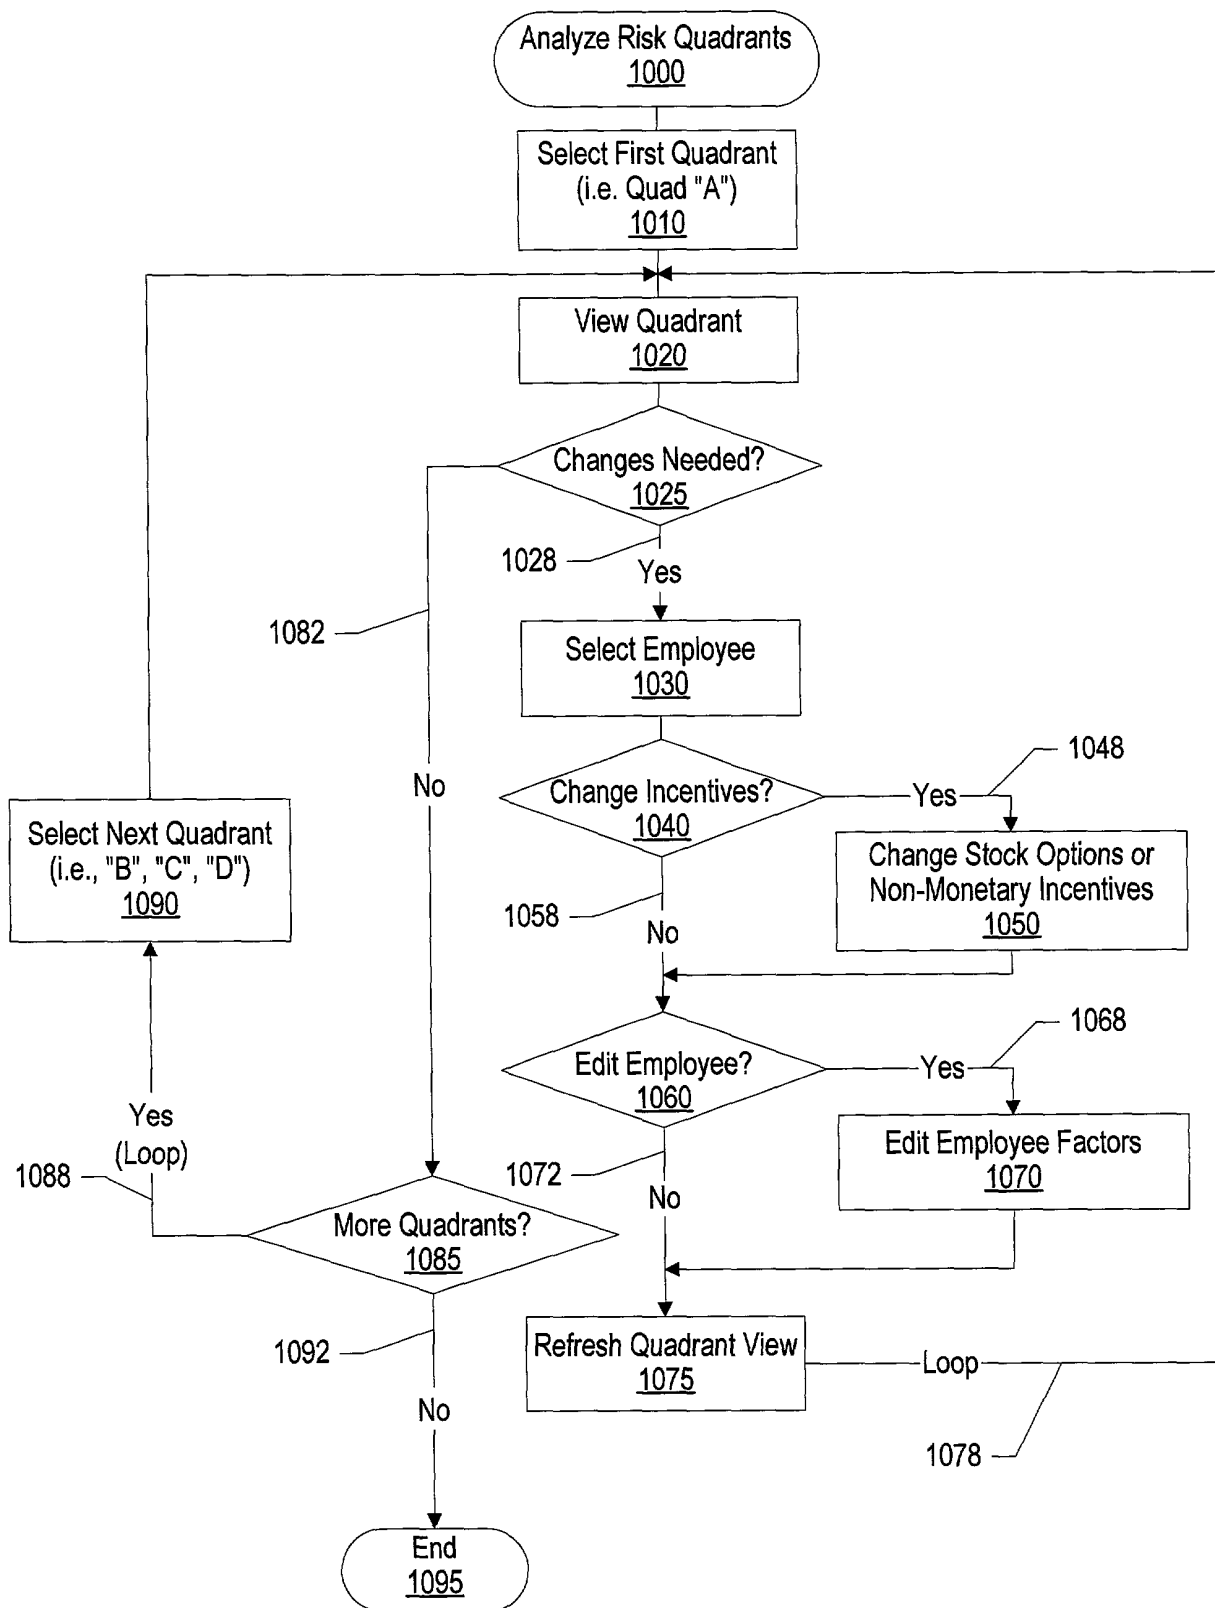 Analyze Risk Quadrants
1000
Select First Quadrant
(i.e. Quad "A")
1010
View Quadrant
1020
Changes Needed?
1025
1028
Yes
1082
Select Employee
1030
No
Change Incentives?
1040
1048
Yes
Select Next Quadrant
(i.e., "B", "C", "D")
1090
Change Stock Options or
Non-Monetary Incentives
1050
1058
No
Edit Employee?
1060
1068
Yes
Yes
(Loop)
1088
Edit Employee Factors
1070
1072
No
More Quadrants?
1085
Refresh Quadrant View
1075
Loop
1078
1092
No
End
1095